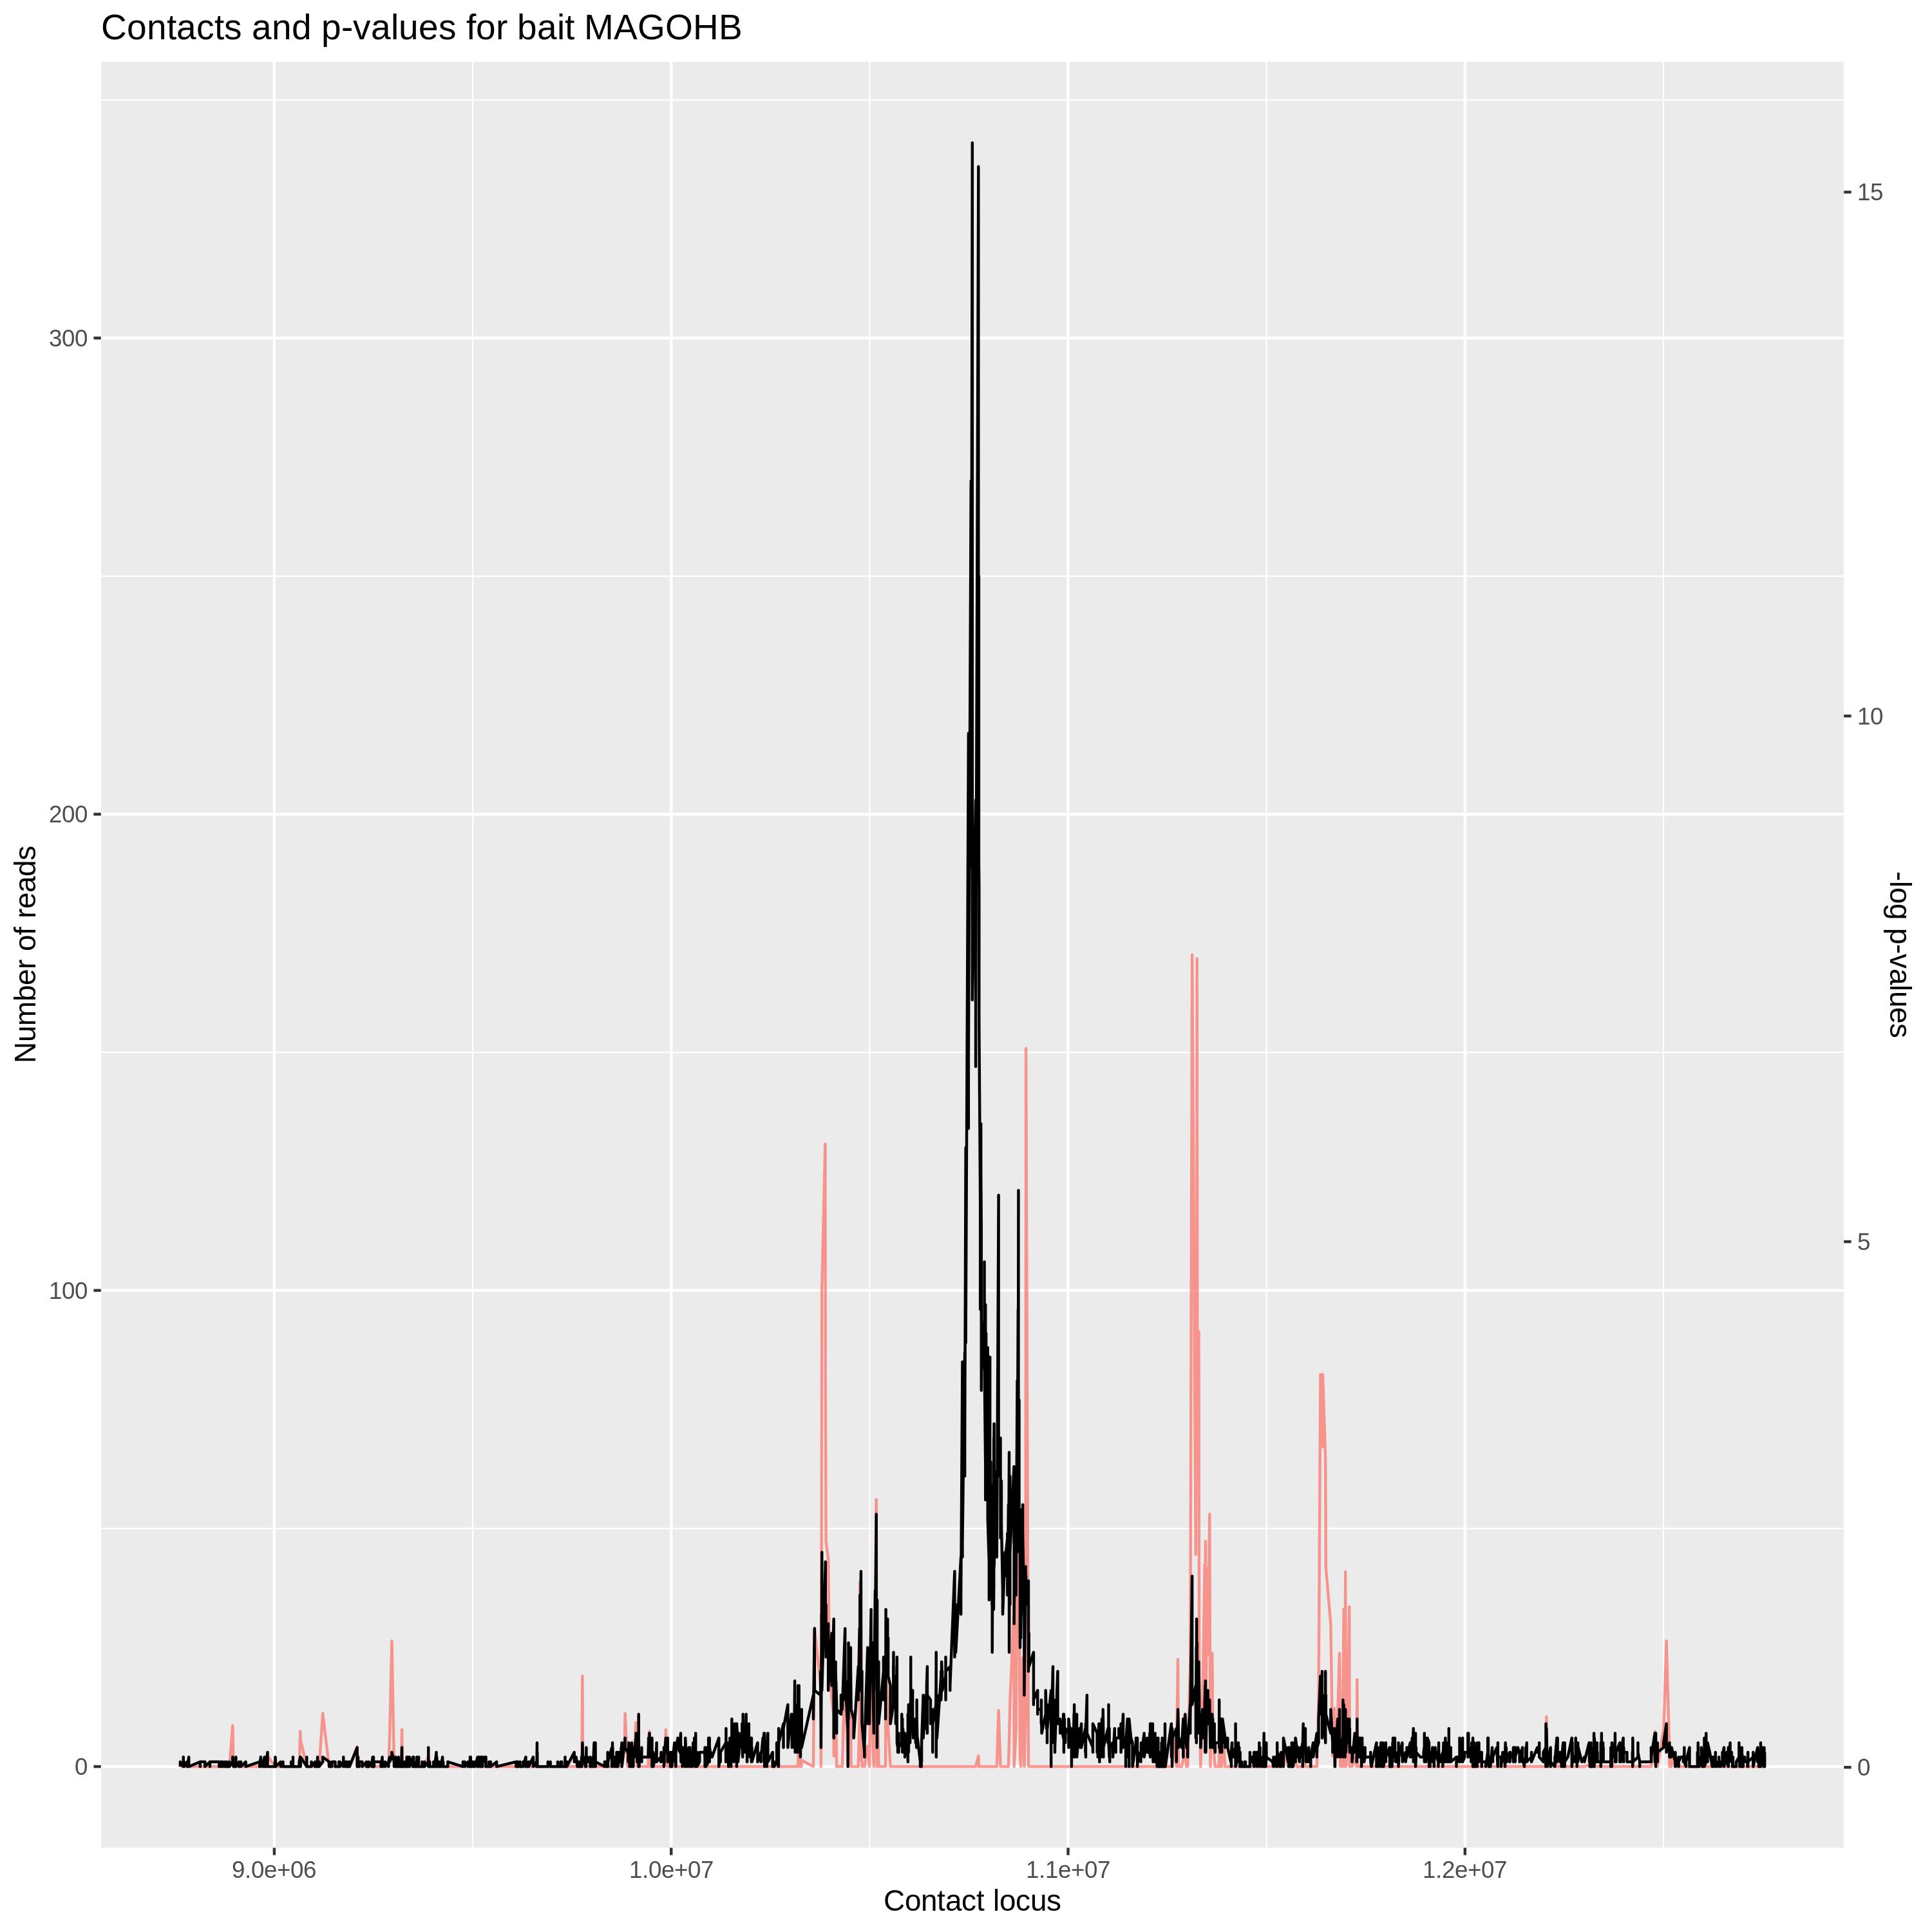 Contacts and p-values for bait MAGOHB
300
200
100
0
Number of reads
15
10
5
0
-log p-values
9.0e+06
1.0e+07
1.1e+07
1.2e+07
Contact locus